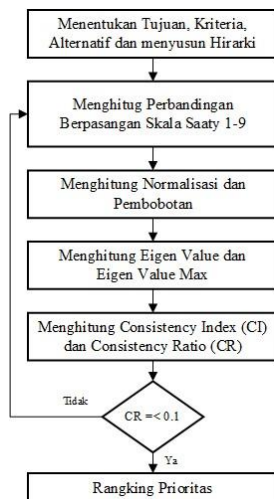 Menentukan Tujuan, Kriteria,
Alternatif dan menyusun Hirarki
Menghitug Perbandingan
Berpasangan Skala Saaty 1-9
Menghitung Normalisasi dan
Pembobotan
Menghitung Eigen Value dan
Eigen Value Max
Menghitung Consistency Index (CI)
dan Consistency Ratio (CR)
Tidak
CR =< 0.1
Ya
Rangking Prioritas